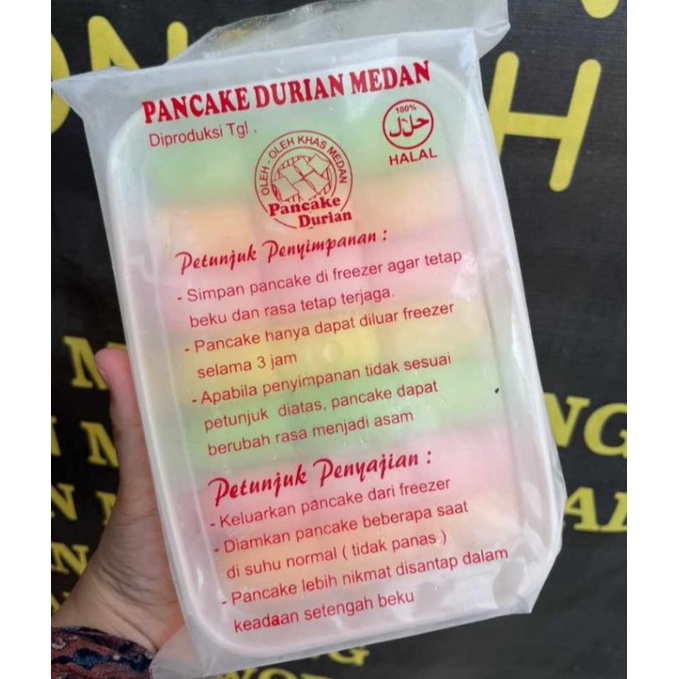 PANCAKE DURIAN MEDAN
Diproduksi Tgl .
100%
حلال
HALAL
OLEH - OLEH KHAS MEDAN
Pancake
Durian
Petunjuk Penyimpanan :
- Simpan pancake di freezer agar tetap
beku dan rasa tetap terjaga.
- Pancake hanya dapat diluar freezer
selama 3 jam
- Apabila penyimpanan tidak sesuai
petunjuk diatas, pancake dapat
berubah rasa menjadi asam
Petunjuk Penyajian :
- Keluarkan pancake dari freezer
- Diamkan pancake beberapa saat
di suhu normal ( tidak panas )
- Pancake lebih nikmat disantap dalam
keadaan setengah beku